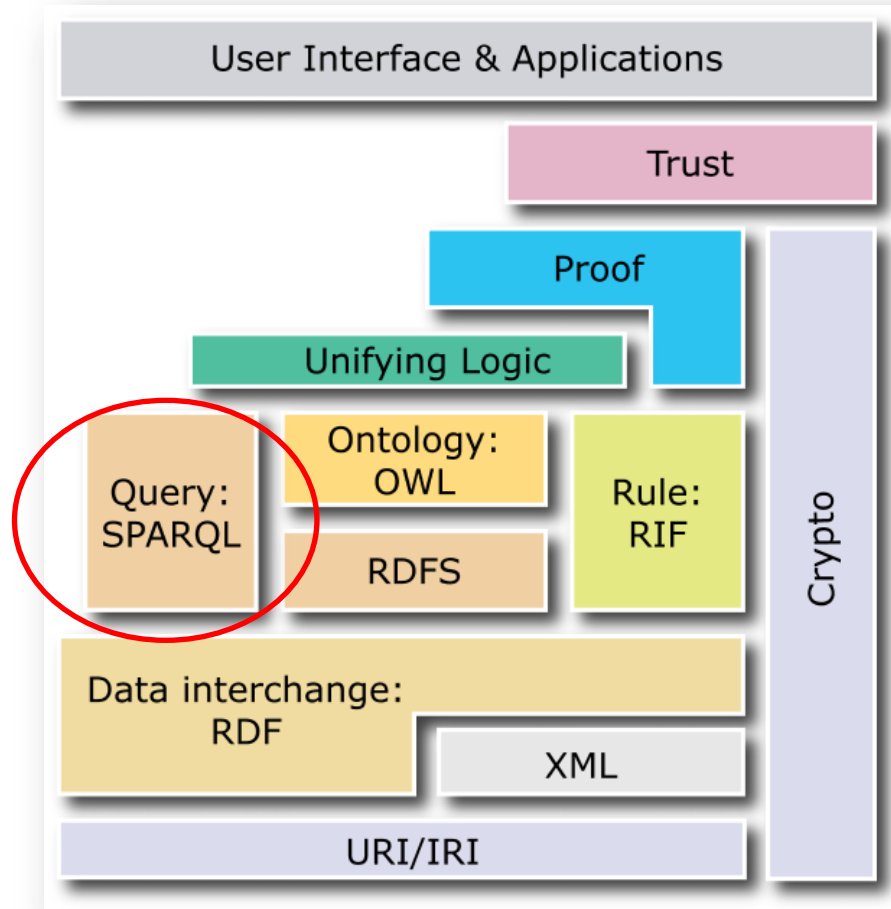 User Interface & Applications
Trust
Proof
Unifying Logic
Query:
SPARQL
Ontology:
OWL
RDFS
Rule:
RIF
Crypto
Data interchange:
RDF
XML
URI/IRI